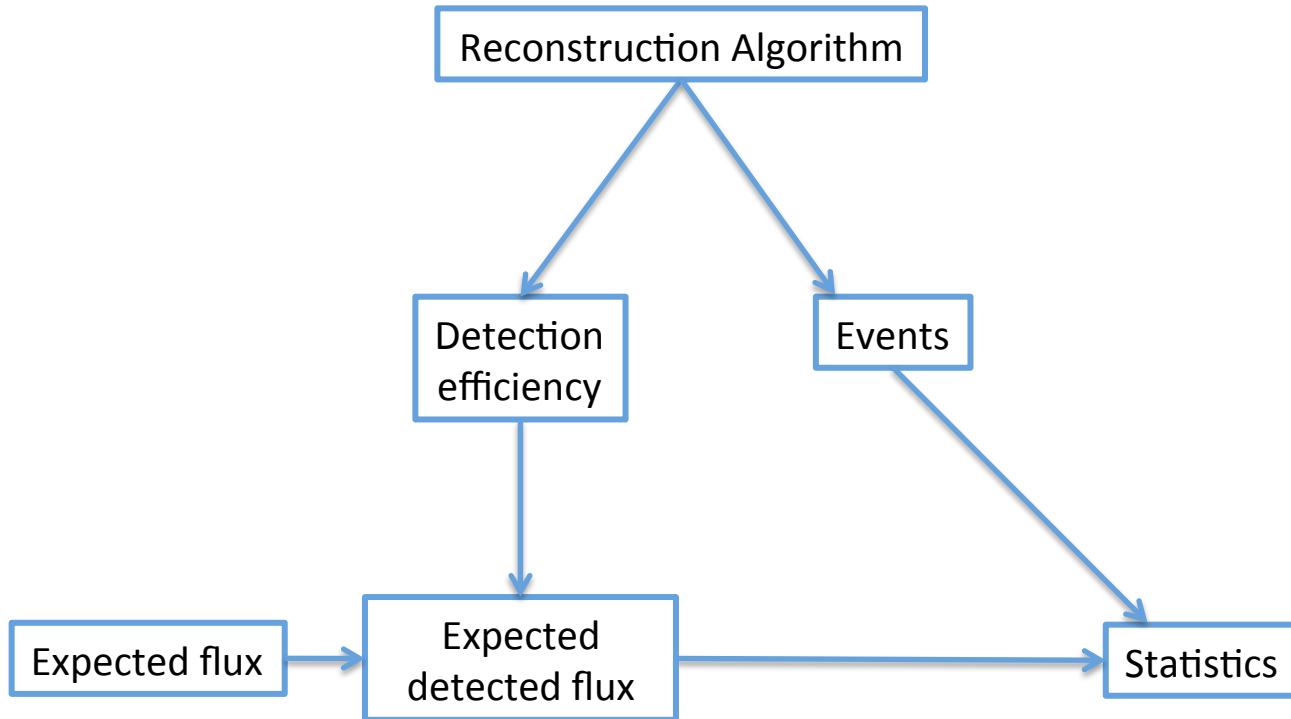 Reconstruction Algorithm
Detection
efficiency
Events
Expected flux
Expected
detected flux
Statistics